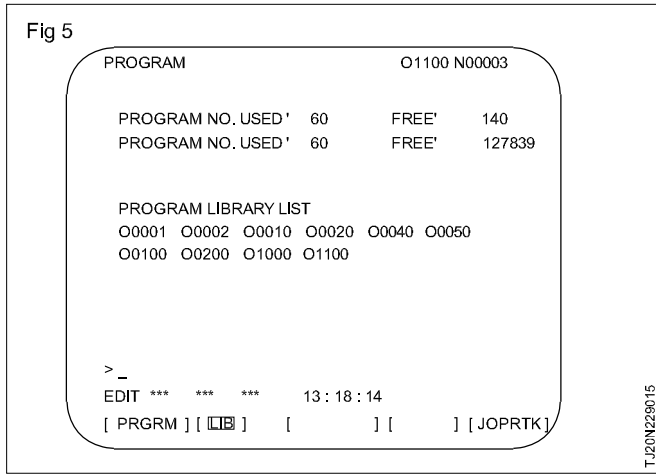 Fig 5
PROGRAM O1100 N00003
PROGRAM NO. USED ' 60 FREE' 140
PROGRAM NO. USED ' 60 FREE' 127839
PROGRAM LIBRARY LIST
O0001 O0002 O0010 O0020 O0040 O0050
O0100 O0200 O1000 O1100
>_
EDIT *** *** *** 13 : 18 : 14
[ PRGRM ] [ LIB ] [ ] [ ] [ JOPRTK ]
TJ20N229015